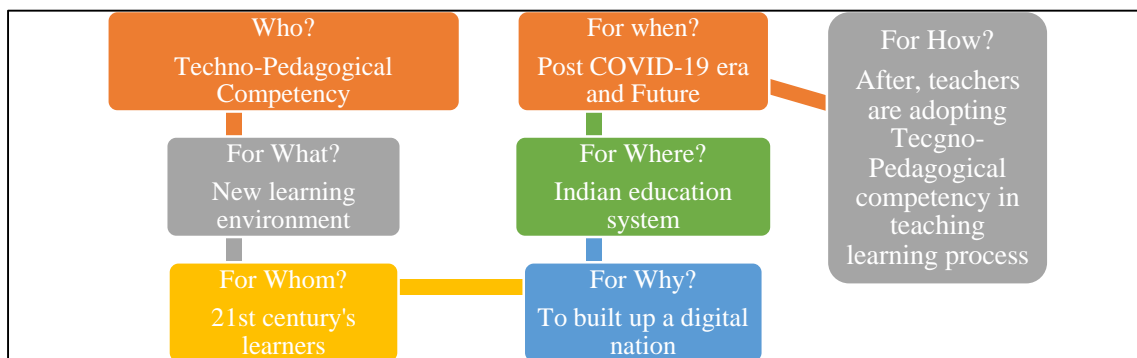 Who?
Techno-Pedagogical
Competency
For What?
New learning
environment
For Whom?
21st century's
learners
For Why?
To built up a digital
nation
For Where?
Indian education
system
For when?
Post COVID-19 era
and Future
For How?
After, teachers
are adopting
Tecgno-
Pedagogical
competency in
teaching
learning process